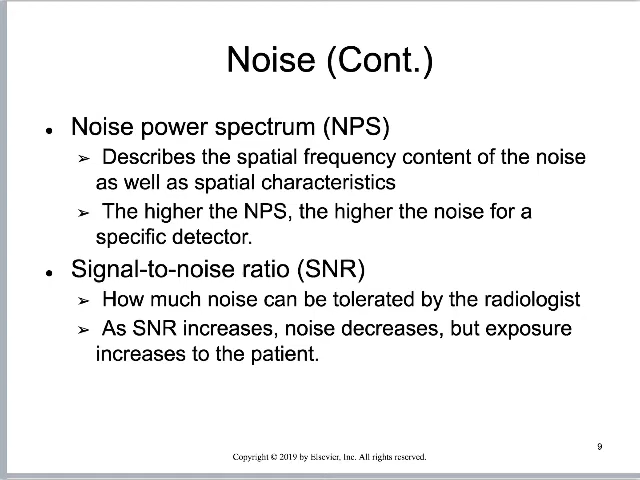 Noise (Cont.)
• Noise power spectrum (NPS)
➢ Describes the spatial frequency content of the noise
as well as spatial characteristics
➢ The higher the NPS, the higher the noise for a
specific detector.
• Signal-to-noise ratio (SNR)
➢ How much noise can be tolerated by the radiologist
➢ As SNR increases, noise decreases, but exposure
increases to the patient.
9
Copyright © 2019 by Elsevier, Inc. All rights reserved.